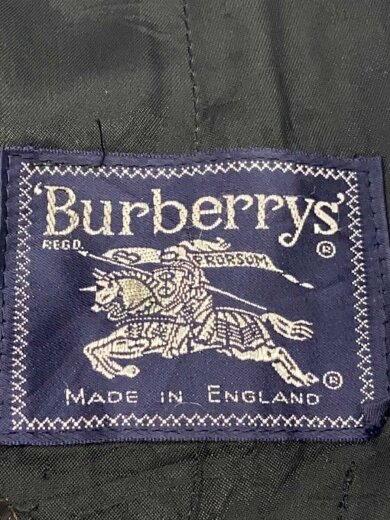 'Burberrys'
REGD.
®
PRORSUM
®
MADE IN ENGLAND